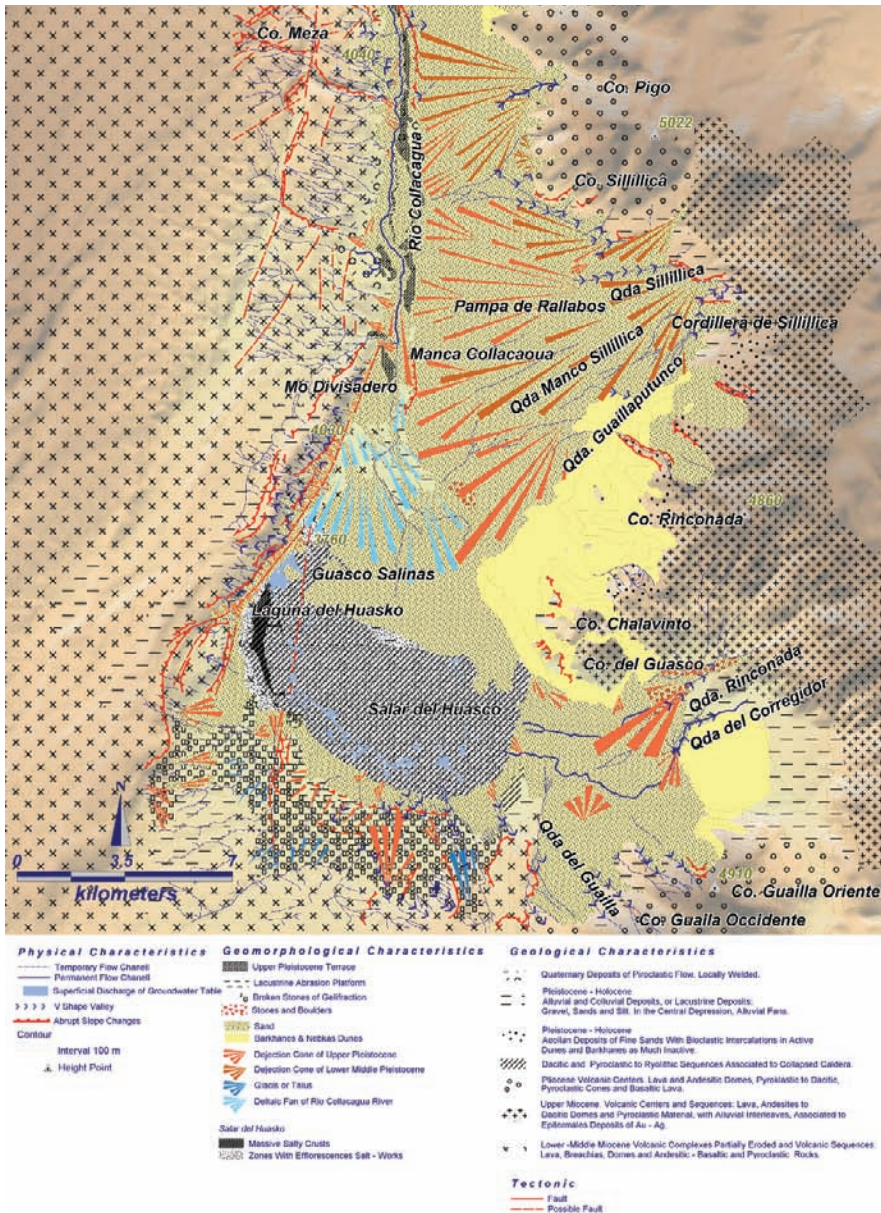 Co. Meza
4040
Co. Pigo
5022
Rio Collacagua
Co. Sillillica
Qda Sillillica
Pampa de Rallabos
Cordillera de Sillillica
Manca Collacaoua
Qda Manco Sillillica
Mo Divisadero
Qda. Guaillaputunco
4030
4860
Co. Rinconada
3760
Guasco Salinas
Laguna del Huasko
Co. Chalavinto
Co. del Guasco
Qda. Rinconada
Salar del Huasco
Qda del Corregidor
N
0 3.5 7
kilometers
Qda del Guailla
4910
Co. Guailla Oriente
Co. Guaila Occidente
Physical Characteristics
Temporary Flow Chanell
Permanent Flow Chanell
Superficial Discharge of Groundwater Table
V Shape Valley
Abrupt Slope Changes
Contour
Interval 100 m
Height Point
Geomorphological Characteristics
Upper Pleistocene Terrace
Lacustrine Abrasion Platform
Broken Stones of Gelifraction
Stones and Boulders
Sand
Barkhanes & Nebkas Dunes
Dejection Cone of Upper Pleistocene
Dejection Cone of Lower Middle Pleistocene
Glacis or Talus
Deltaic Fan of Rio Collacagua River
Salar del Huasko
Massive Salty Crusts
Zones With Efflorescences Salt - Works
Geological Characteristics
Quaternary Deposits of Piroclastic Flow. Locally Welded.
Pleistocene - Holocene
Alluvial and Colluvial Deposits, or Lacustrine Deposits:
Gravel, Sands and Silt. In the Central Depression, Alluvial Fans.
Pleistocene - Holocene
Aeolian Deposits of Fine Sands With Bioclastic Intercalations in Active
Dunes and Barkhanes as Much Inactive.
Dacitic and Pyroclastic to Ryolithic Sequences Associated to Collapsed Caldera.
Pliocene Volcanic Centers. Lava and Andesitic Domes, Pyroklastic to Dacitic,
Pyroclastic Cones and Basaltic Lava.
Upper Miocene. Volcanic Centers and Sequences: Lava, Andesites to
Dacitic Domes and Pyroclastic Material, with Alluvial Interleaves, Associated to
Epitermales Deposits of Au - Ag.
Lower -Middle Miocene Volcanic Complexes Partially Eroded and Volcanic Sequences:
Lava, Breachias, Domes and Andesitic - Basaltic and Pyroclastic Rocks.
Tectonic
Fault
Possible Fault